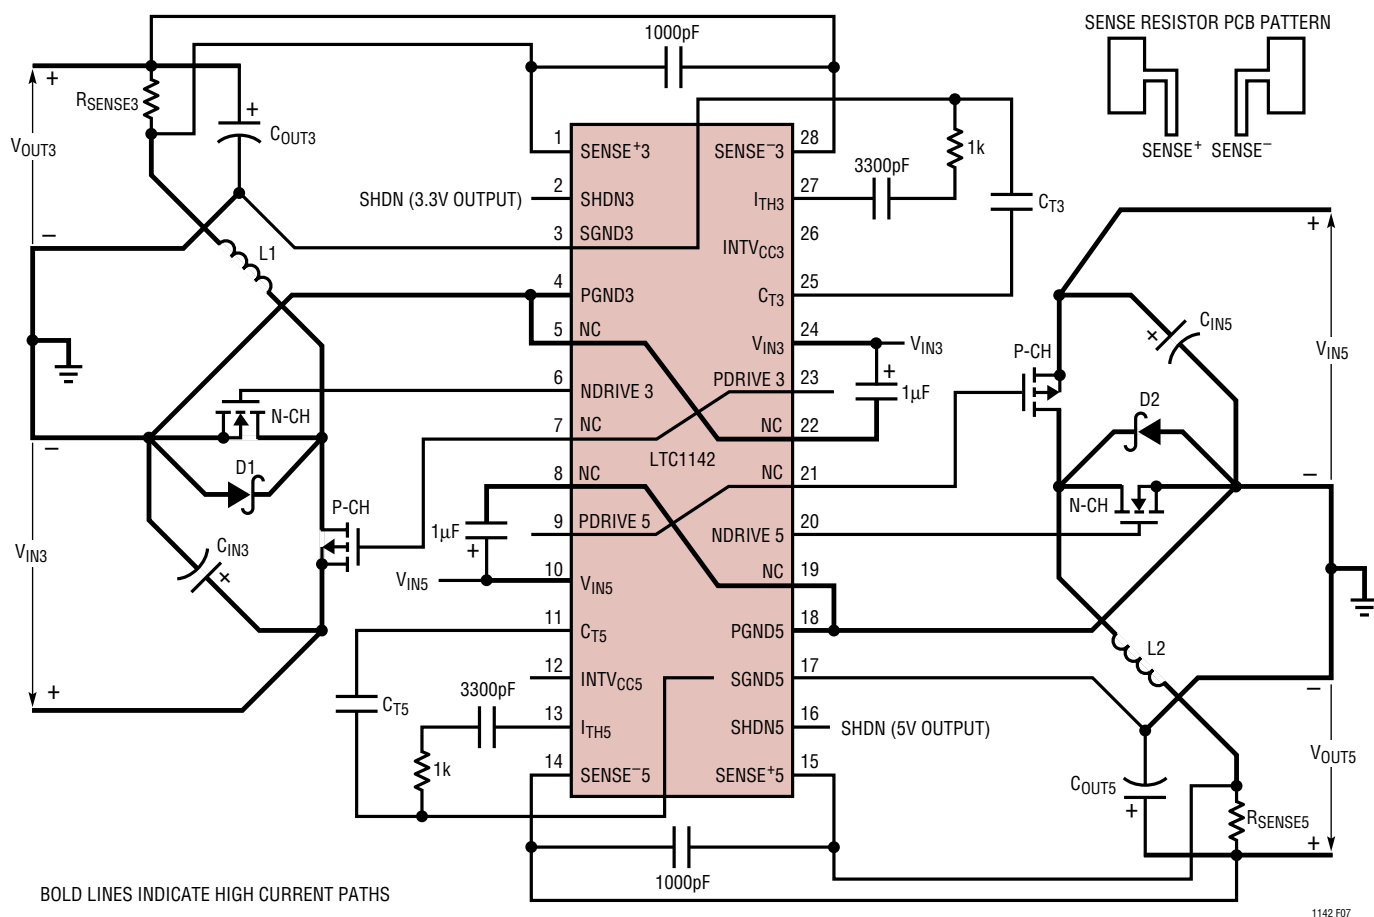 1000pF
SENSE RESISTOR PCB PATTERN
SENSE+ SENSE−
+
RSENSE3
+
COUT3
VOUT3
−
1
SENSE+3
SENSE−3
28
1k
3300pF
SHDN (3.3V OUTPUT)
2
SHDN3
ITH3
27
CT3
3
SGND3
INTVCC3
26
L1
4
PGND3
CT3
25
5
NC
VIN3
24
VIN3
+
1µF
6
NDRIVE 3
PDRIVE 3
23
7
NC
NC
22
LTC1142
8
NC
NC
21
1µF
+
9
PDRIVE 5
NDRIVE 5
20
VIN5
10
VIN5
NC
19
11
CT5
PGND5
18
12
INTVCC5
SGND5
17
3300pF
13
ITH5
SHDN5
16
SHDN (5V OUTPUT)
14
SENSE−5
SENSE+5
15
CT5
1k
1000pF
N-CH
−
D1
P-CH
VIN3
CIN3
+
+
+
CIN5
+
P-CH
VIN5
D2
−
N-CH
L2
−
VOUT5
COUT5
+
RSENSE5
+
BOLD LINES INDICATE HIGH CURRENT PATHS
1142 F07